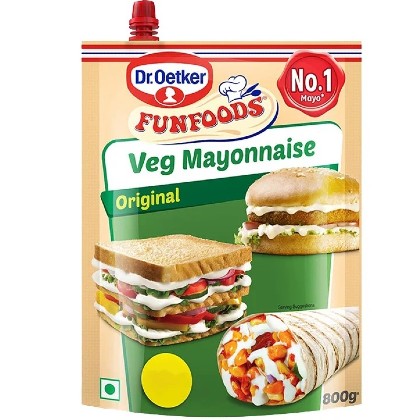 Dr.Oetker
No.1
Mayo*
FUNFOODS
Veg Mayonnaise
Original
Serving Suggestions
800g